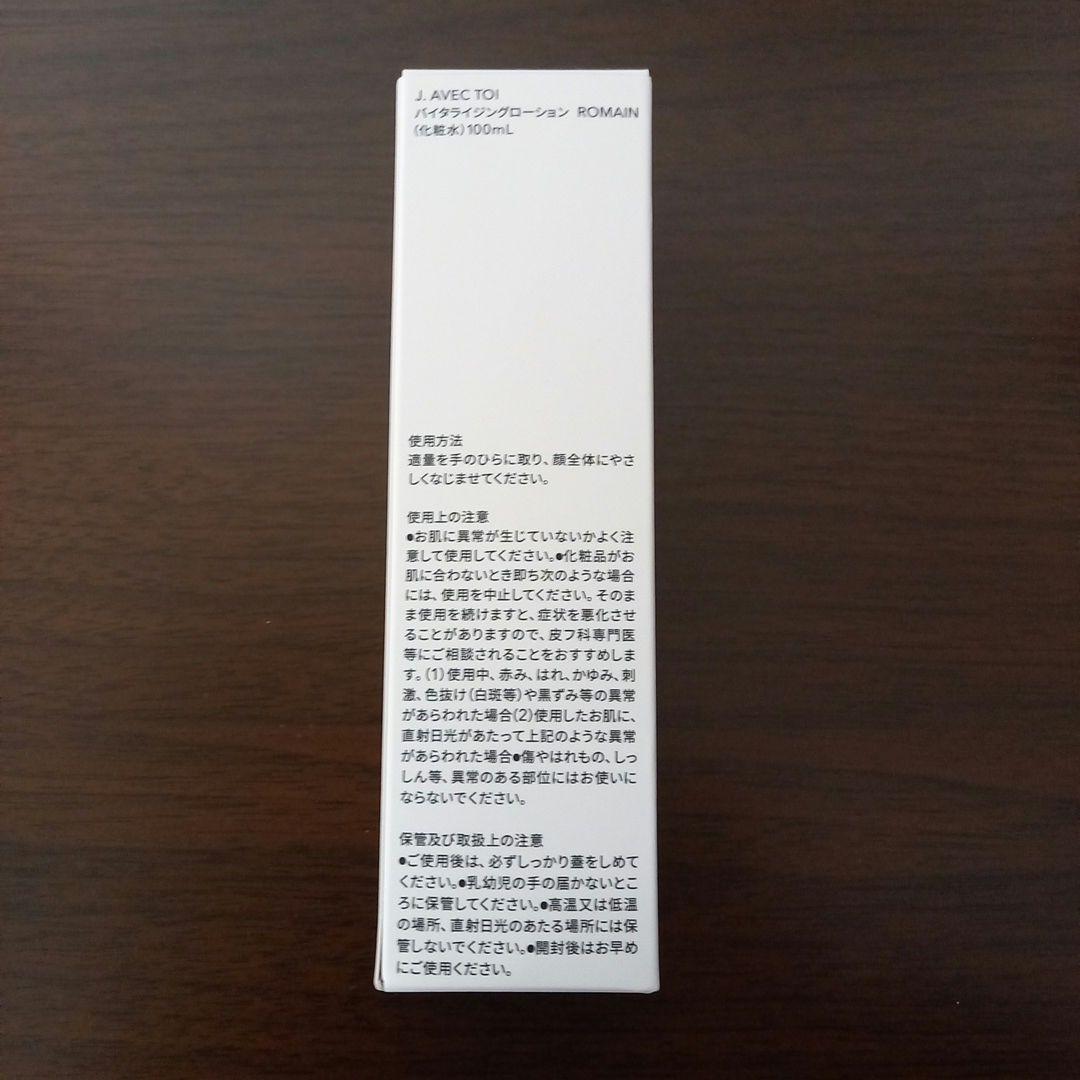 J. AVEC TOI
バイタライジングローション ROMAIN
(化粧水)100mL
使用方法
適量を手のひらに取り、顔全体にやさ
しくなじませてください。
使用上の注意
●お肌に異常が生じていないかよく注
意して使用してください。●化粧品がお
肌に合わないとき即ち次のような場合
には、使用を中止してください。そのま
ま使用を続けますと、症状を悪化させ
ることがありますので、皮フ科専門医
等にご相談されることをおすすめしま
す。(1)使用中、赤み、はれ、かゆみ、刺
激、色抜け(白斑等)や黒ずみ等の異常
があらわれた場合(2)使用したお肌に、
直射日光があたって上記のような異常
があらわれた場合●傷やはれもの、しっ
しん等、異常のある部位にはお使いに
ならないでください。
保管及び取扱上の注意
●ご使用後は、必ずしっかり蓋をしめて
ください。●乳幼児の手の届かないとこ
ろに保管してください。●高温又は低温
の場所、直射日光のあたる場所には保
管しないでください。●開封後はお早め
にご使用ください。